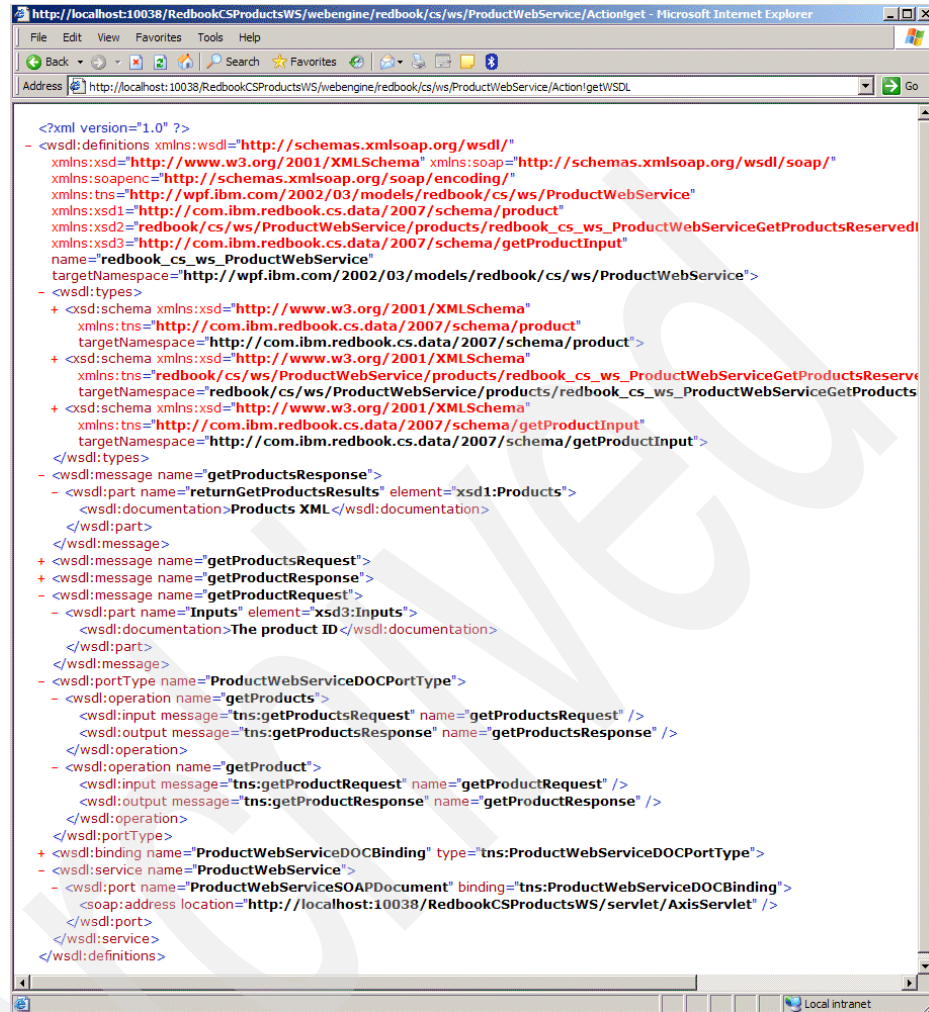 http://localhost:10038/RedbookCSProductsWS/webengine/redbook/cs/ws/ProductWebService/Action!get - Microsoft Internet Explorer
File Edit View Favorites Tools Help
Back Search Favorites
Address http://localhost:10038/RedbookCSProductsWS/webengine/redbook/cs/ws/ProductWebService/Action!getWSDL Go
<?xml version="1.0" ?>
- <wsdl:definitions xmlns:wsdl="http://schemas.xmlsoap.org/wsdl/"
xmlns:xsd="http://www.w3.org/2001/XMLSchema" xmlns:soap="http://schemas.xmlsoap.org/wsdl/soap/"
xmlns:soapenc="http://schemas.xmlsoap.org/soap/encoding/"
xmlns:tns="http://wpf.ibm.com/2002/03/models/redbook/cs/ws/ProductWebService"
xmlns:xsd1="http://com.ibm.redbook.cs.data/2007/schema/product"
xmlns:xsd2="redbook/cs/ws/ProductWebService/products/redbook_cs_ws_ProductWebServiceGetProductsReservedI
xmlns:xsd3="http://com.ibm.redbook.cs.data/2007/schema/getProductInput"
name="redbook_cs_ws_ProductWebService"
targetNamespace="http://wpf.ibm.com/2002/03/models/redbook/cs/ws/ProductWebService">
- <wsdl:types>
+ <xsd:schema xmlns:xsd="http://www.w3.org/2001/XMLSchema"
xmlns:tns="http://com.ibm.redbook.cs.data/2007/schema/product"
targetNamespace="http://com.ibm.redbook.cs.data/2007/schema/product">
+ <xsd:schema xmlns:xsd="http://www.w3.org/2001/XMLSchema"
xmlns:tns="redbook/cs/ws/ProductWebService/products/redbook_cs_ws_ProductWebServiceGetProductsReserve
targetNamespace="redbook/cs/ws/ProductWebService/products/redbook_cs_ws_ProductWebServiceGetProducts
+ <xsd:schema xmlns:xsd="http://www.w3.org/2001/XMLSchema"
xmlns:tns="http://com.ibm.redbook.cs.data/2007/schema/getProductInput"
targetNamespace="http://com.ibm.redbook.cs.data/2007/schema/getProductInput">
</wsdl:types>
- <wsdl:message name="getProductsResponse">
- <wsdl:part name="returnGetProductsResults" element="xsd1:Products">
<wsdl:documentation>Products XML</wsdl:documentation>
</wsdl:part>
</wsdl:message>
+ <wsdl:message name="getProductsRequest">
+ <wsdl:message name="getProductResponse">
- <wsdl:message name="getProductRequest">
- <wsdl:part name="Inputs" element="xsd3:Inputs">
<wsdl:documentation>The product ID</wsdl:documentation>
</wsdl:part>
</wsdl:message>
- <wsdl:portType name="ProductWebServiceDOCPortType">
- <wsdl:operation name="getProducts">
<wsdl:input message="tns:getProductsRequest" name="getProductsRequest" />
<wsdl:output message="tns:getProductsResponse" name="getProductsResponse" />
</wsdl:operation>
- <wsdl:operation name="getProduct">
<wsdl:input message="tns:getProductRequest" name="getProductRequest" />
<wsdl:output message="tns:getProductResponse" name="getProductResponse" />
</wsdl:operation>
</wsdl:portType>
+ <wsdl:binding name="ProductWebServiceDOCBinding" type="tns:ProductWebServiceDOCPortType">
- <wsdl:service name="ProductWebService">
- <wsdl:port name="ProductWebServiceSOAPDocument" binding="tns:ProductWebServiceDOCBinding">
<soap:address location="http://localhost:10038/RedbookCSProductsWS/servlet/AxisServlet" />
</wsdl:port>
</wsdl:service>
</wsdl:definitions>
Local intranet